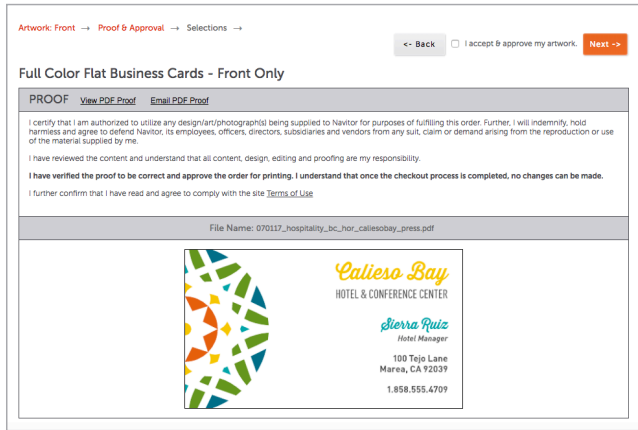 Artwork: Front → Proof & Approval → Selections →
<- Back
I accept & approve my artwork.
Next ->
Full Color Flat Business Cards - Front Only
PROOF View PDF Proof Email PDF Proof
I certify that I am authorized to utilize any design/art/photograph(s) being supplied to Navitor for purposes of fulfilling this order. Further, I will indemnify, hold
harmless and agree to defend Navitor, its employees, officers, directors, subsidiaries and vendors from any suit, claim or demand arising from the reproduction or use
of the material supplied by me.
I have reviewed the content and understand that all content, design, editing and proofing are my responsibility.
I have verified the proof to be correct and approve the order for printing. I understand that once the checkout process is completed, no changes can be made.
I further confirm that I have read and agree to comply with the site Terms of Use
File Name: 070117_hospitality_bc_hor_caliesobay_press.pdf
Calieso Bay
HOTEL & CONFERENCE CENTER
Sierra Ruiz
Hotel Manager
100 Tejo Lane
Marea, CA 92039
1.858.555.4709